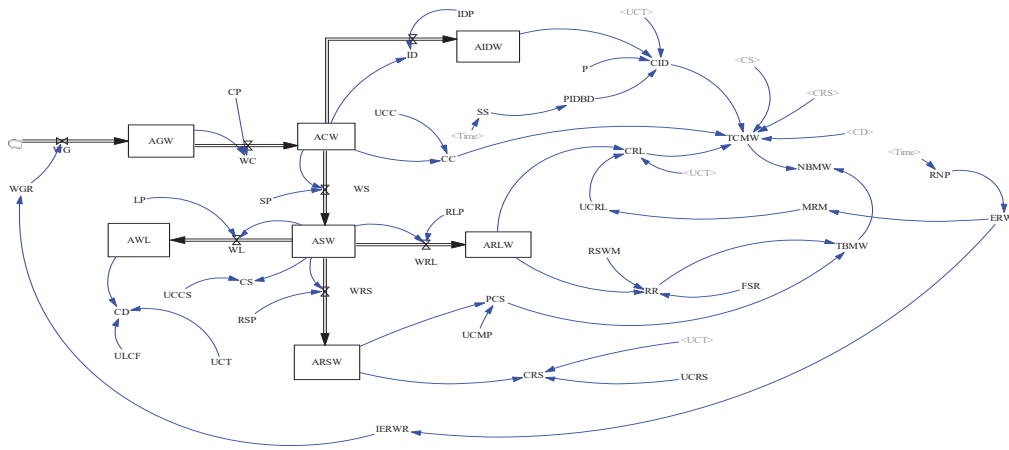 IDP
<UCT>
AIDW
ID
P
CID
<CS>
CP
UCC
SS
PIDBD
<CRS>
AGW
ACW
<Time>
TCMW
<CD>
WG
WC
CC
CRL
NBMW
<Time>
<UCT>
RNP
WGR
WS
LP
SP
RLP
UCRL
MRM
ERW
AWL
WL
ASW
WRL
ARLW
RSWM
TBMW
UCCS
CS
WRS
RR
FSR
PCS
CD
RSP
UCMP
ULCF
UCT
ARSW
<UCT>
CRS
UCRS
IERWR